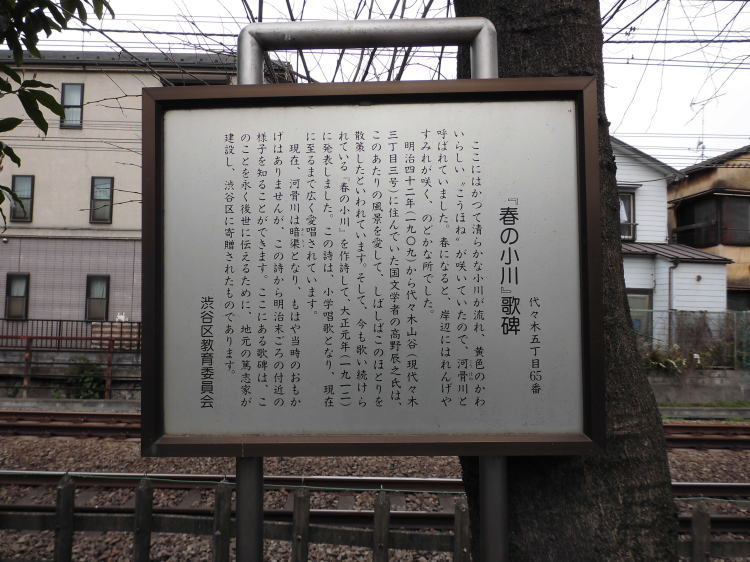 『春の小川』歌碑
代々木五丁目65番
ここにはかつて清らかな小川が流れ、黄色のかわ
いらしい〝こうほね〟が咲いていたので、河骨川と
呼ばれていました。春になると、岸辺にはれんげや
すみれが咲く、のどかな所でした。
明治四十二年(一九〇九)から代々木山谷(現代々木
三丁目三号)に住んでいた国文学者の高野辰之氏は、
このあたりの風景を愛して、しばしばこのほとりを
散策したといわれています。そして、今も歌い続けら
れている『春の小川』を作詩して、大正元年(一九一二)
に発表しました。この詩は、小学唱歌となり、現在
に至るまで広く愛唱されています。
現在、河骨川は暗渠となり、もはや当時のおもか
げはありませんが、この詩から明治末ごろの付近の
様子を知ることができます。ここにある歌碑は、こ
のことを永く後世に伝えるために、地元の篤志家が
建設し、渋谷区に寄贈されたものであります。
渋谷区教育委員会